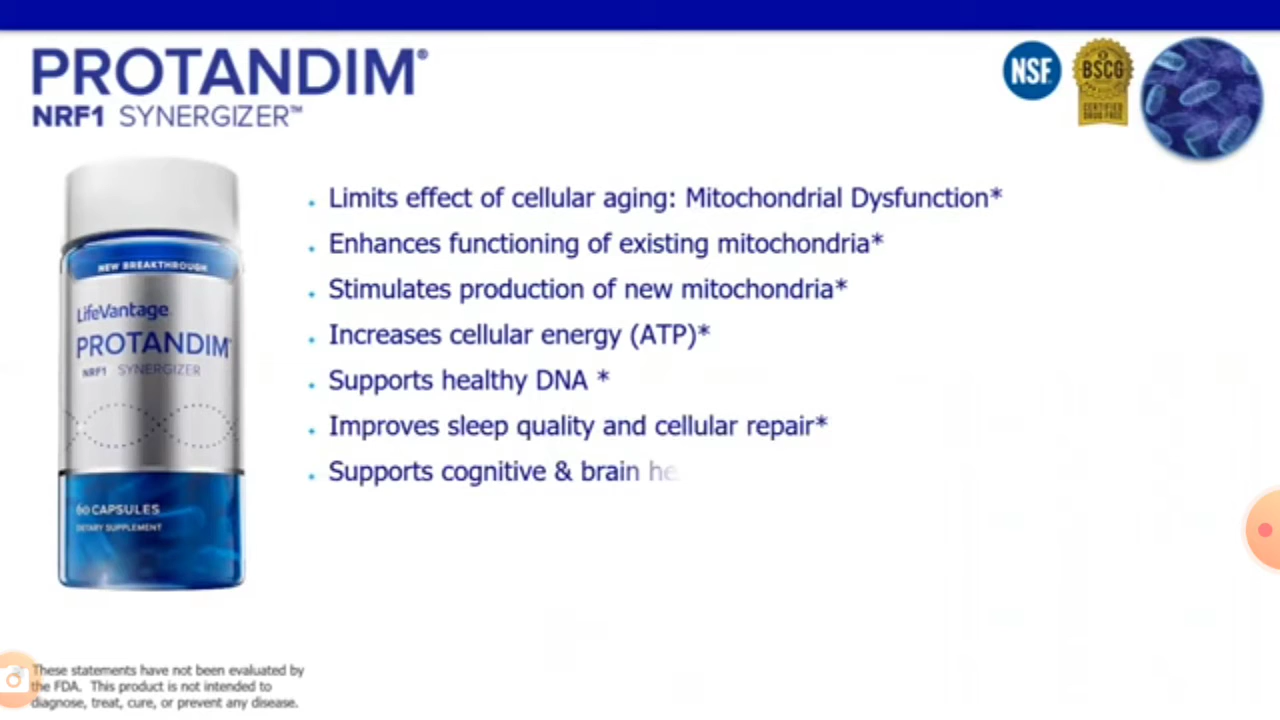 PROTANDIM®
NRF1 SYNERGIZER™
NSF
BSCG
CERTIFIED
DRUG FREE
NEW BREAKTHROUGH
LifeVantage
PROTANDIM
NRF1 SYNERGIZER
60 CAPSULES
DIETARY SUPPLEMENT
• Limits effect of cellular aging: Mitochondrial Dysfunction*
• Enhances functioning of existing mitochondria*
• Stimulates production of new mitochondria*
• Increases cellular energy (ATP)*
• Supports healthy DNA *
• Improves sleep quality and cellular repair*
• Supports cognitive & brain he
These statements have not been evaluated by
the FDA. This product is not intended to
diagnose, treat, cure, or prevent any disease.